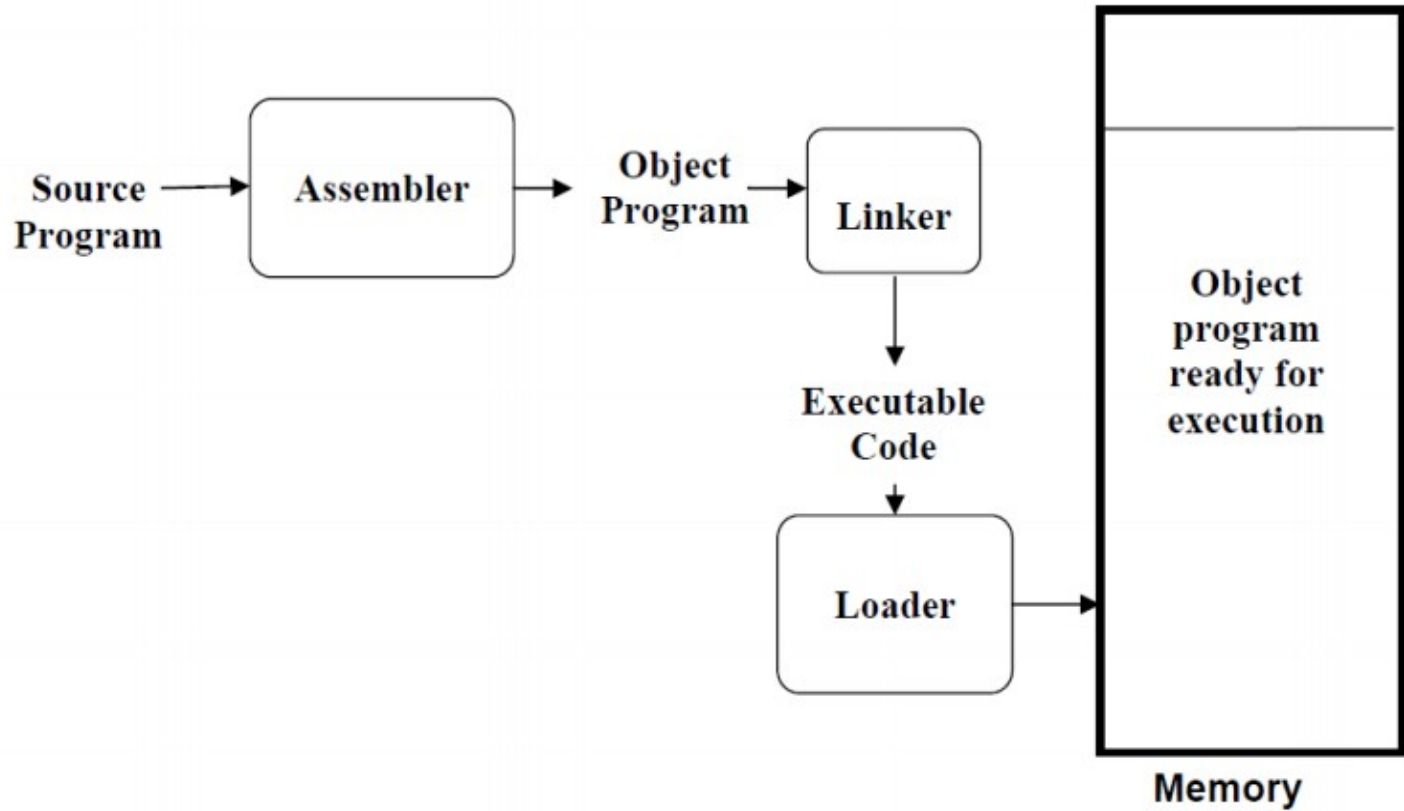 Source
Program
Assembler
Object
Program
Linker
Executable
Code
Loader
Object
program
ready for
execution
Memory